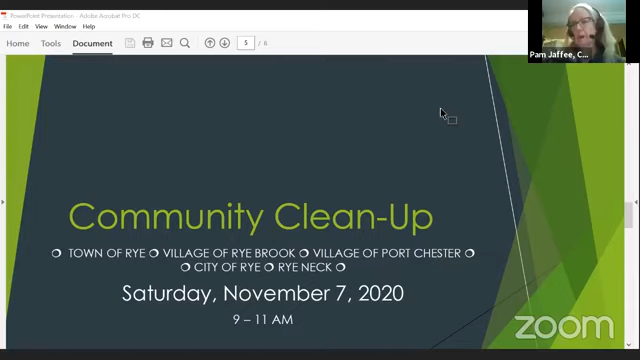 PowerPoint Presentation - Adobe Acrobat Pro DC
File Edit View Window Help
Home Tools Document 5 / 8
Pam Jaffee, C...
Community Clean-Up
TOWN OF RYE VILLAGE OF RYE BROOK VILLAGE OF PORT CHESTER
CITY OF RYE RYE NECK
Saturday, November 7, 2020
9 – 11 AM
zoom